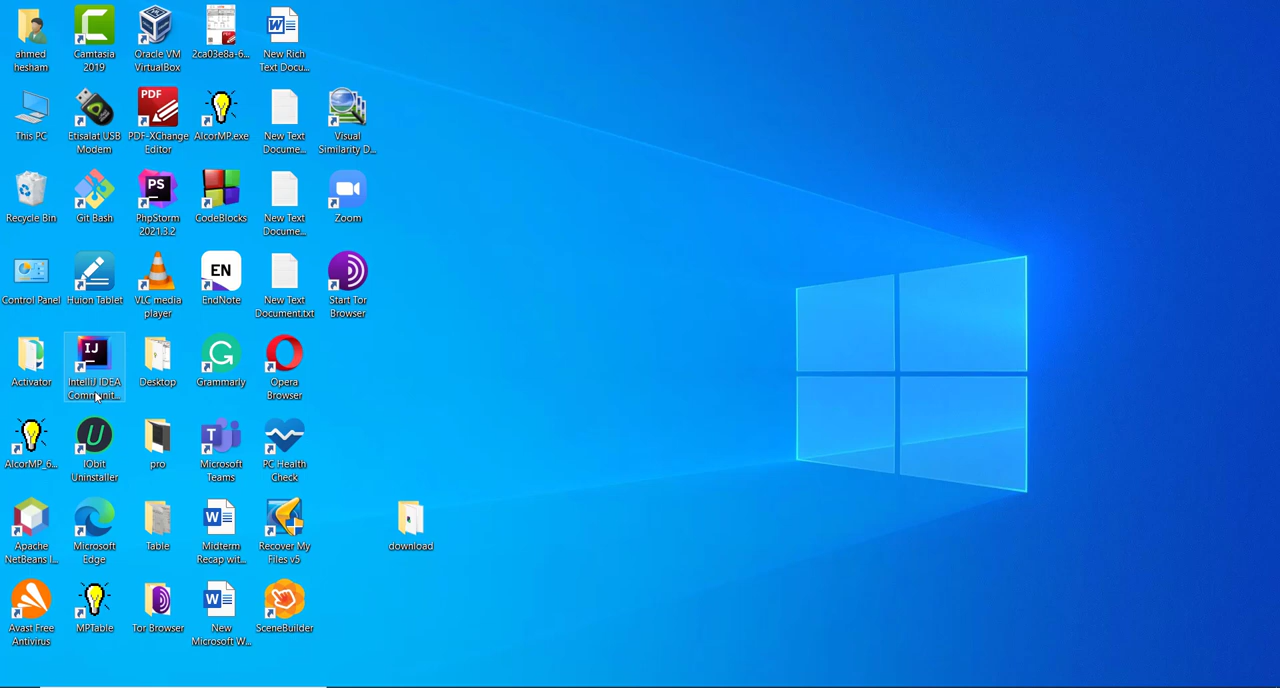 ahmed
hesham
Camtasia
2019
Oracle VM
VirtualBox
2ca03e8a-6...
New Rich
Text Docu...
This PC
Etisalat USB
Modem
PDF
PDF-XChange
Editor
AlcorMP.exe
New Text
Docume...
Visual
Similarity D...
Recycle Bin
Git Bash
PS
PhpStorm
2021.3.2
CodeBlocks
New Text
Docume...
Zoom
Control Panel
Huion Tablet
VLC media
player
EN
EndNote
New Text
Document.txt
Start Tor
Browser
Activator
IJ
IntelliJ IDEA
Communit...
Desktop
Grammarly
Opera
Browser
AlcorMP_6...
IObit
Uninstaller
pro
Microsoft
Teams
PC Health
Check
Apache
NetBeans I...
Microsoft
Edge
Table
Midterm
Recap wit...
Recover My
Files v5
download
Avast Free
Antivirus
MPTable
Tor Browser
New
Microsoft W...
SceneBuilder